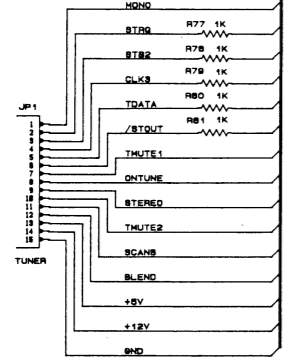 MONO
R77 1K
STRQ
R78 1K
STB2
R79 1K
CLK3
R80 1K
TDATA
R81 1K
/STOUT
JP1
TMUTE1
ONTUNE
STEREO
TMUTE2
SCANS
BLEND
+5V
+12V
GND
1
2
3
4
5
6
7
8
9
10
11
12
13
14
15
TUNER